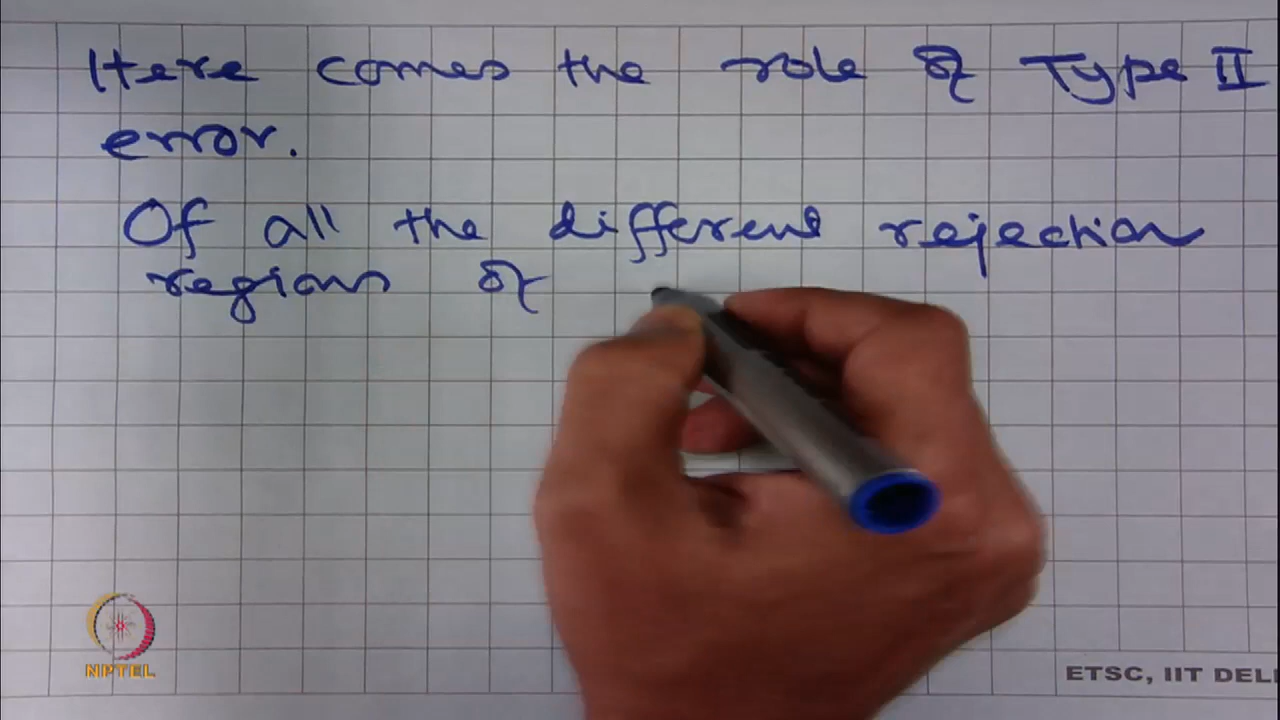 Here comes the role of Type II
error.
Of all the different rejection
regions of
NPTEL
ETSC, IIT DEL